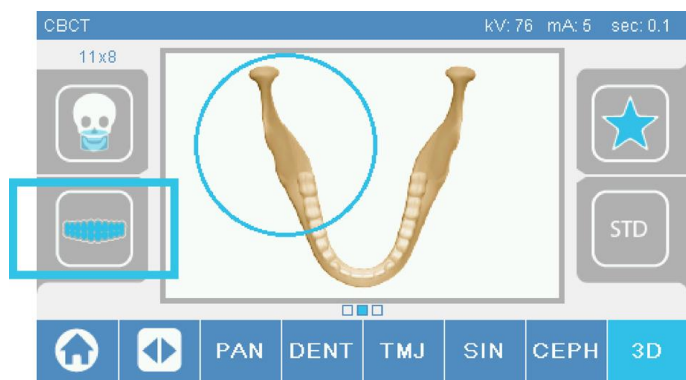 CBCT kV: 76 mA: 5 sec: 0.1
11x8
STD
PAN DENT TMJ SIN CEPH 3D